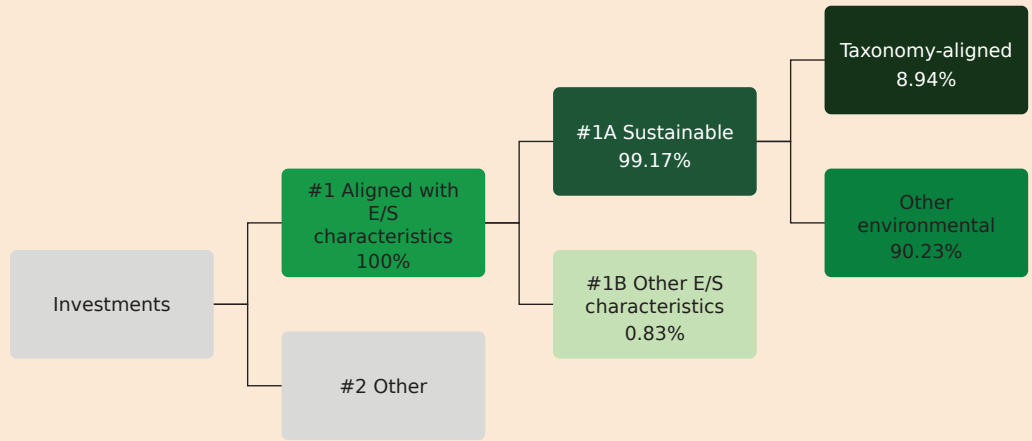 Investments
#1 Aligned with
E/S
characteristics
100%
#2 Other
#1A Sustainable
99.17%
#1B Other E/S
characteristics
0.83%
Taxonomy-aligned
8.94%
Other
environmental
90.23%